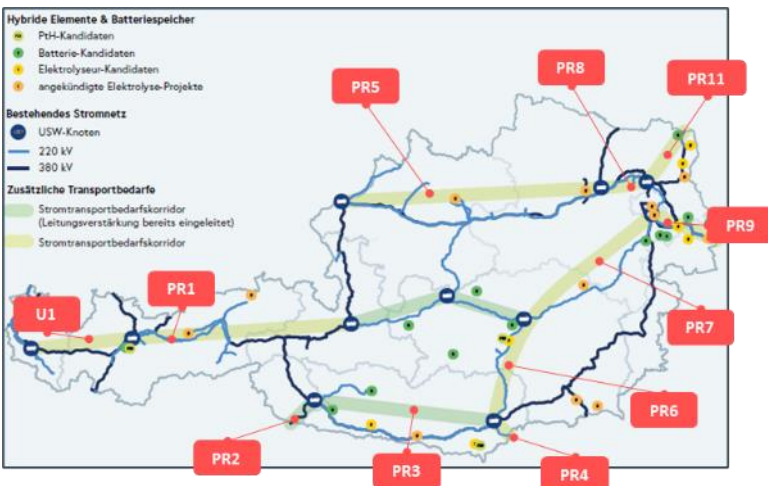 Hybride Elemente & Batteriespeicher
PtH-Kandidaten
Batterie-Kandidaten
Elektrolyseur-Kandidaten
angekündigte Elektrolyse-Projekte
Bestehendes Stromnetz
USW-Knoten
220 kV
380 kV
Zusätzliche Transportbedarfe
Stromtransportbedarfskorridor
(Leitungsverstärkung bereits eingeleitet)
Stromtransportbedarfskorridor
PR5
PR8
PR11
PR9
PR1
U1
PR7
PR6
PR2
PR3
PR4